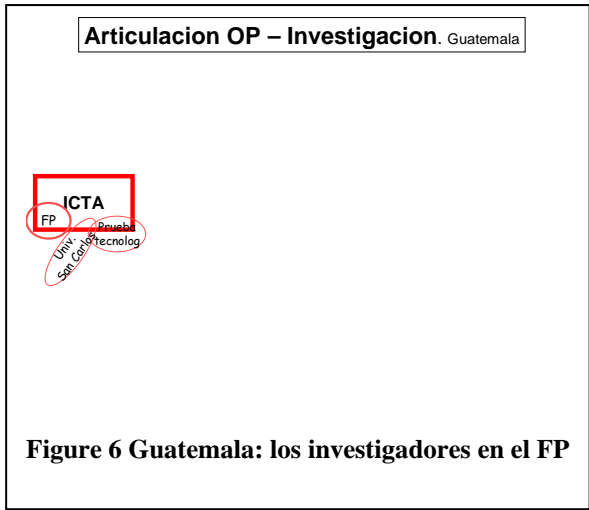 Articulacion OP – Investigacion. Guatemala
ICTA
FP
Prueba
tecnolog
Univ.
San Carlos
Figure 6 Guatemala: los investigadores en el FP